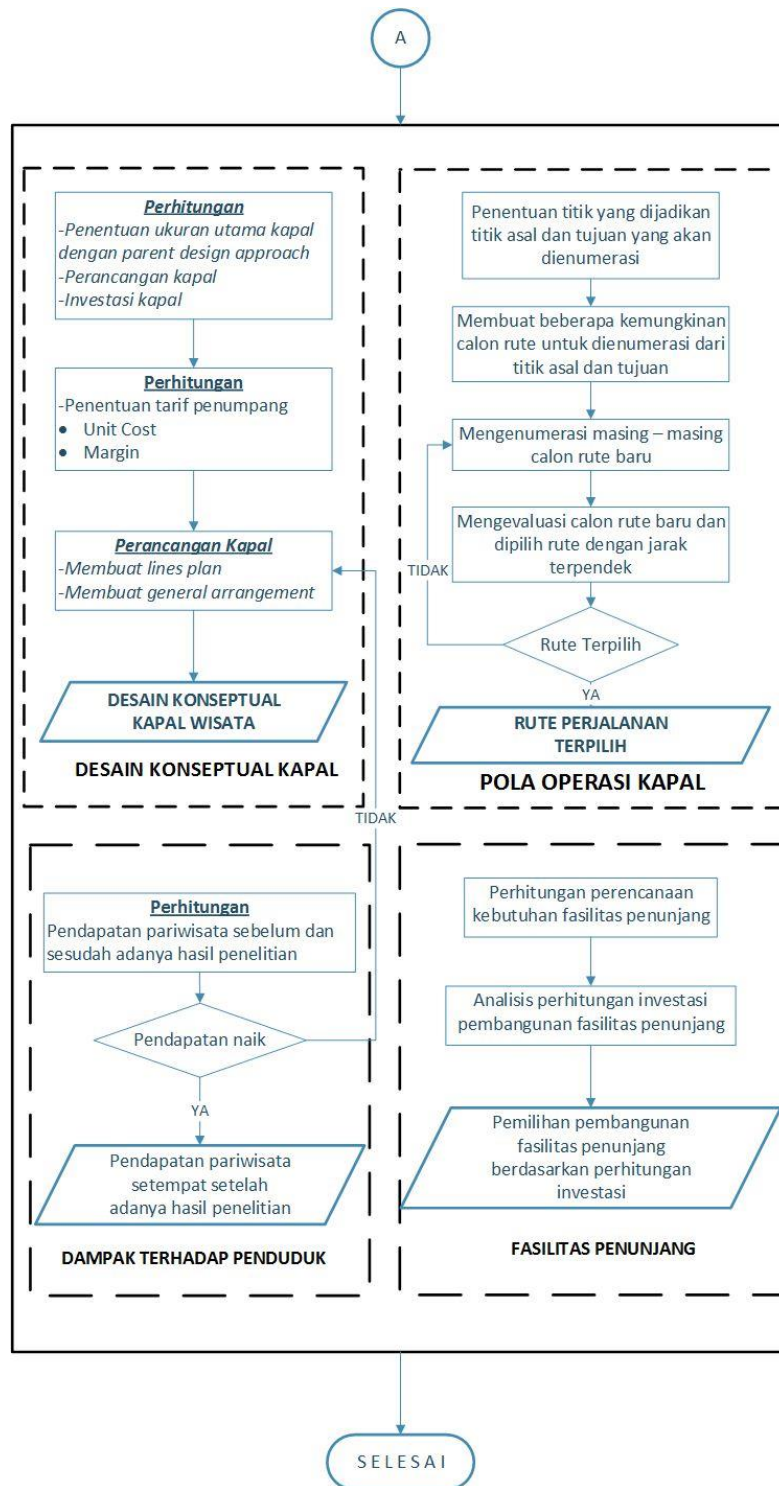 A
Perhitungan
-Penentuan ukuran utama kapal
dengan parent design approach
-Perancangan kapal
-Investasi kapal
Perhitungan
-Penentuan tarif penumpang
● Unit Cost
● Margin
Perancangan Kapal
-Membuat lines plan
-Membuat general arrangement
DESAIN KONSEPTUAL
KAPAL WISATA
DESAIN KONSEPTUAL KAPAL
Penentuan titik yang dijadikan
titik asal dan tujuan yang akan
dienumerasi
Membuat beberapa kemungkinan
calon rute untuk dienumerasi dari
titik asal dan tujuan
Mengenumerasi masing – masing
calon rute baru
Mengevaluasi calon rute baru dan
dipilih rute dengan jarak
terpendek
TIDAK
Rute Terpilih
YA
RUTE PERJALANAN
TERPILIH
POLA OPERASI KAPAL
TIDAK
Perhitungan
Pendapatan pariwisata sebelum dan
sesudah adanya hasil penelitian
Pendapatan naik
YA
Pendapatan pariwisata
setempat setelah
adanya hasil penelitian
DAMPAK TERHADAP PENDUDUK
Perhitungan perencanaan
kebutuhan fasilitas penunjang
Analisis perhitungan investasi
pembangunan fasilitas penunjang
Pemilihan pembangunan
fasilitas penunjang
berdasarkan perhitungan
investasi
FASILITAS PENUNJANG
SELESAI